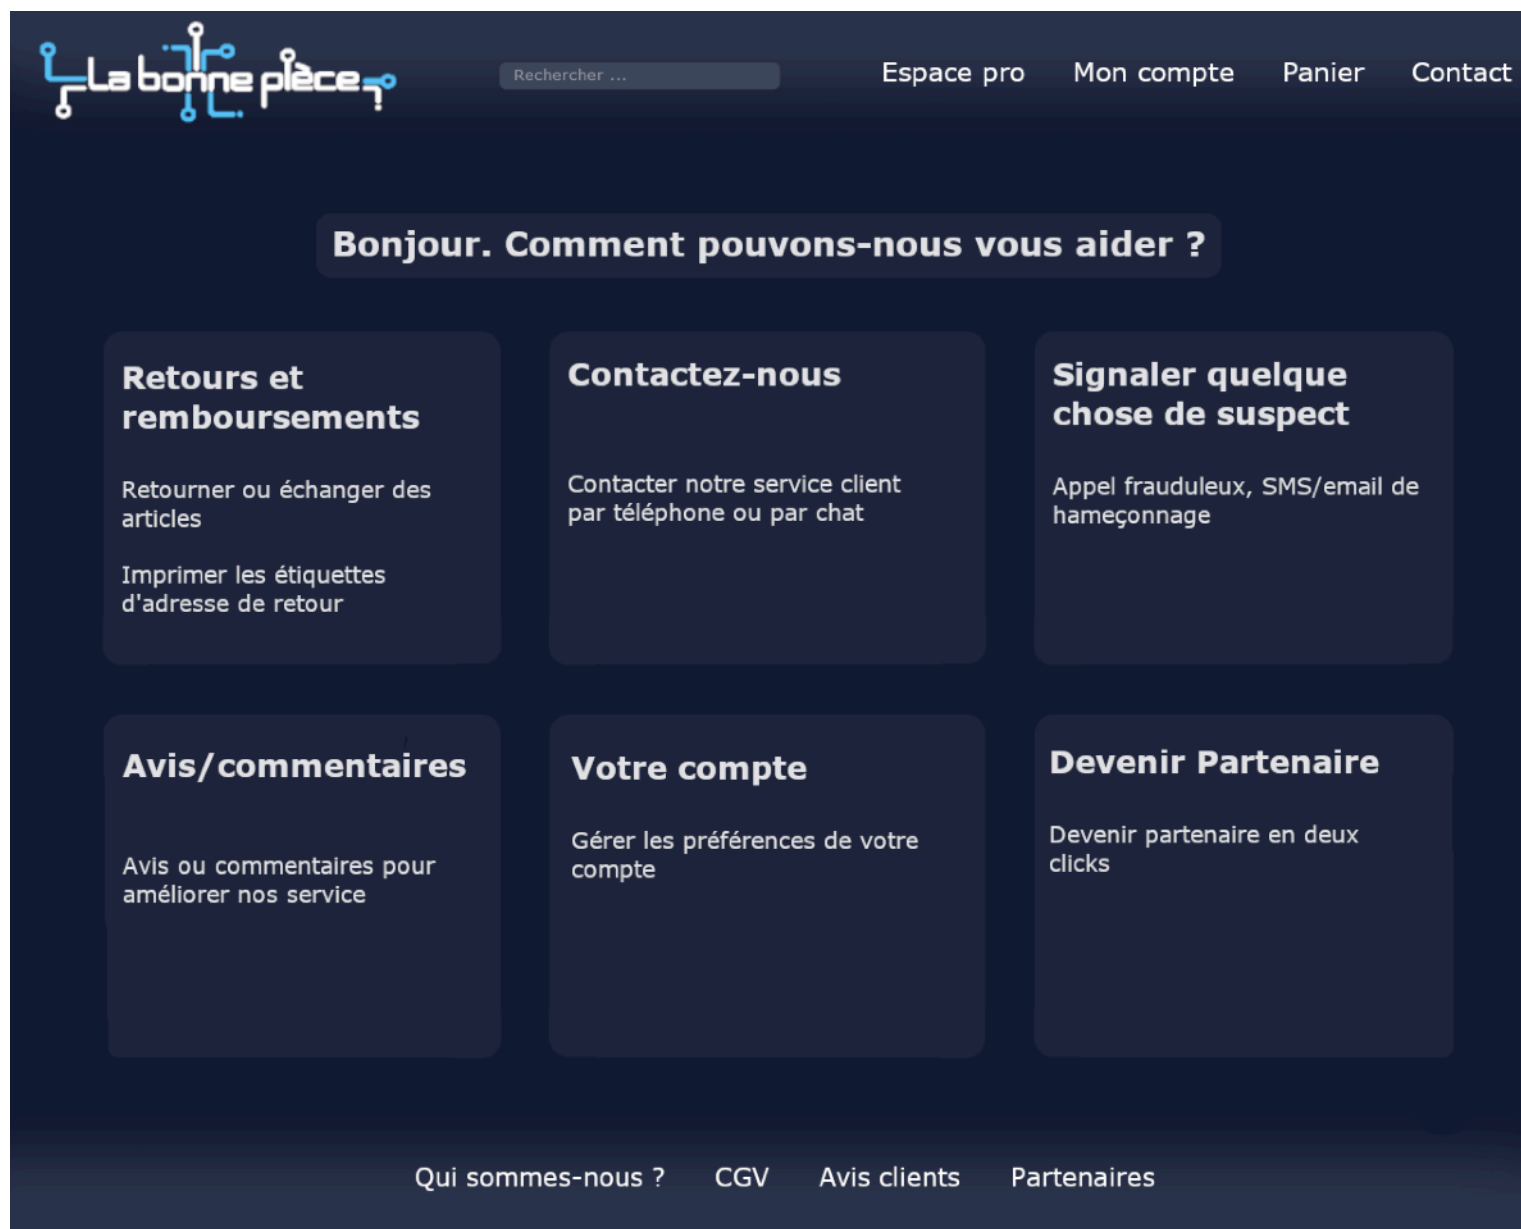 La bonne pièce
Rechercher ...
Espace pro
Mon compte
Panier
Contact
Bonjour. Comment pouvons-nous vous aider ?
Retours et
remboursements
Retourner ou échanger des
articles
Imprimer les étiquettes
d'adresse de retour
Contactez-nous
Contacter notre service client
par téléphone ou par chat
Signaler quelque
chose de suspect
Appel frauduleux, SMS/email de
hameçonnage
Avis/commentaires
Avis ou commentaires pour
améliorer nos service
Votre compte
Gérer les préférences de votre
compte
Devenir Partenaire
Devenir partenaire en deux
clicks
Qui sommes-nous ?
CGV
Avis clients
Partenaires